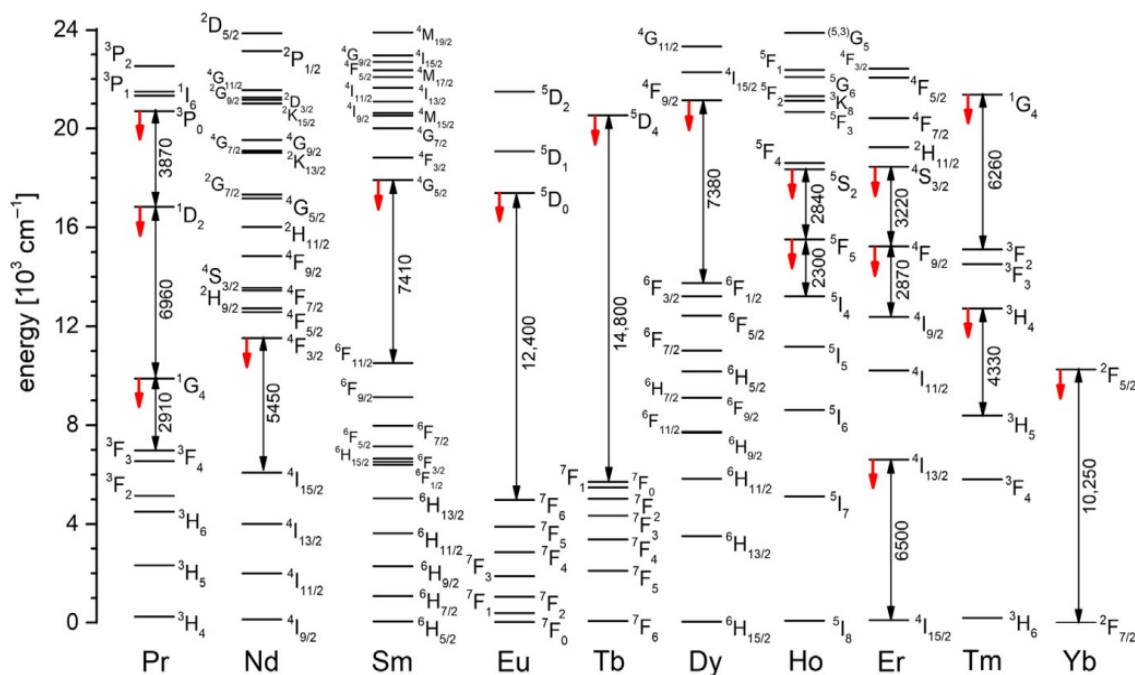 energy [10³ cm⁻¹]
24
20
16
12
8
4
0
³P₂
³P₁
¹I₆
³P₀
3870
¹D₂
6960
¹G₄
2910
³F₃
³F₄
³F₂
³H₆
³H₅
³H₄
Pr
²D₅/₂
²P₁/₂
⁴G₁₁/₂
²G₉/₂
²D₃/₂
²K₁₅/₂
⁴G₇/₂
⁴G₉/₂
²K₁₃/₂
²G₇/₂
⁴G₅/₂
²H₁₁/₂
⁴F₉/₂
⁴S₃/₂
⁴F₇/₂
²H₉/₂
⁴F₅/₂
⁴F₃/₂
5450
⁴I₁₅/₂
⁴I₁₃/₂
⁴I₁₁/₂
⁴I₉/₂
Nd
⁴M₁₉/₂
⁴G₉/₂
⁴I₁₅/₂
⁴F₅/₂
⁴M₁₇/₂
⁴I₁₁/₂
⁴I₁₃/₂
⁴I₉/₂
⁴M₁₅/₂
⁴G₇/₂
⁴F₃/₂
⁴G₅/₂
7410
⁶F₁₁/₂
⁶F₉/₂
⁶F₇/₂
⁶F₅/₂
⁶H₁₅/₂
⁶F₃/₂
⁶F₁/₂
⁶H₁₃/₂
⁶H₁₁/₂
⁶H₉/₂
⁶H₇/₂
⁶H₅/₂
Sm
⁵D₂
⁵D₁
⁵D₀
12,400
⁷F₆
⁷F₅
⁷F₄
⁷F₃
⁷F₂
⁷F₁
⁷F₀
Eu
⁵D₄
14,800
⁷F₁
⁷F₀
⁷F₂
⁷F₃
⁷F₄
⁷F₅
⁷F₆
Tb
⁴G₁₁/₂
⁴I₁₅/₂
⁴F₉/₂
7380
⁶F₃/₂
⁶F₁/₂
⁶F₅/₂
⁶F₇/₂
⁶H₅/₂
⁶H₇/₂
⁶F₉/₂
⁶F₁₁/₂
⁶H₉/₂
⁶H₁₁/₂
⁶H₁₃/₂
⁶H₁₅/₂
Dy
⁽⁵,³⁾G₅
⁵F₁
⁵G₆
⁵F₂
³K₈
⁵F₃
⁵F₄
⁵S₂
2840
⁵F₅
2300
⁵I₄
⁵I₅
⁵I₆
⁵I₇
⁵I₈
Ho
⁴F₃/₂
⁴F₅/₂
⁴F₇/₂
²H₁₁/₂
⁴S₃/₂
3220
⁴F₉/₂
2870
⁴I₉/₂
⁴I₁₁/₂
⁴I₁₃/₂
6500
⁴I₁₅/₂
Er
¹G₄
6260
³F₂
³F₃
³H₄
4330
³H₅
³F₄
³H₆
Tm
²F₅/₂
10,250
²F₇/₂
Yb